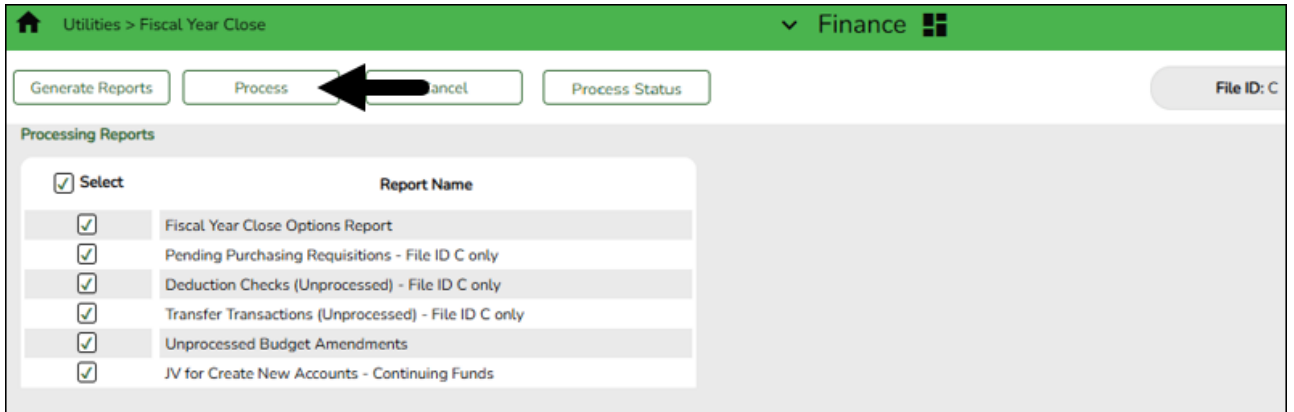 Utilities > Fiscal Year Close
Finance
Generate Reports
Process
ancel
Process Status
File ID: C
Processing Reports
Select Report Name
Fiscal Year Close Options Report
Pending Purchasing Requisitions - File ID C only
Deduction Checks (Unprocessed) - File ID C only
Transfer Transactions (Unprocessed) - File ID C only
Unprocessed Budget Amendments
JV for Create New Accounts - Continuing Funds